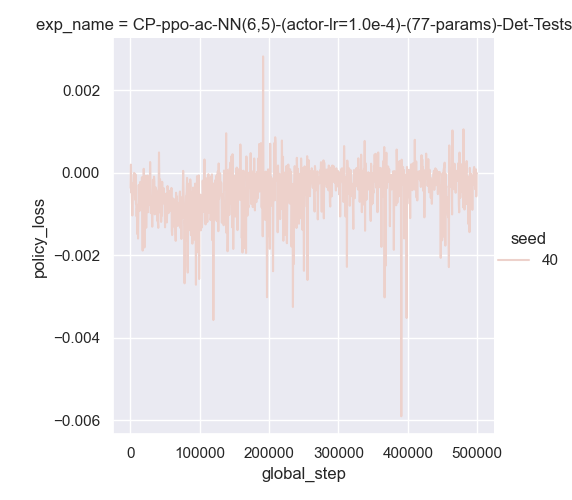 exp_name = CP-ppo-ac-NN(6,5)-(actor-lr=1.0e-4)-(77-params)-Det-Tests
0.002
0.000
−0.002
−0.004
−0.006
policy_loss
0 100000 200000 300000 400000 500000
global_step
seed
40